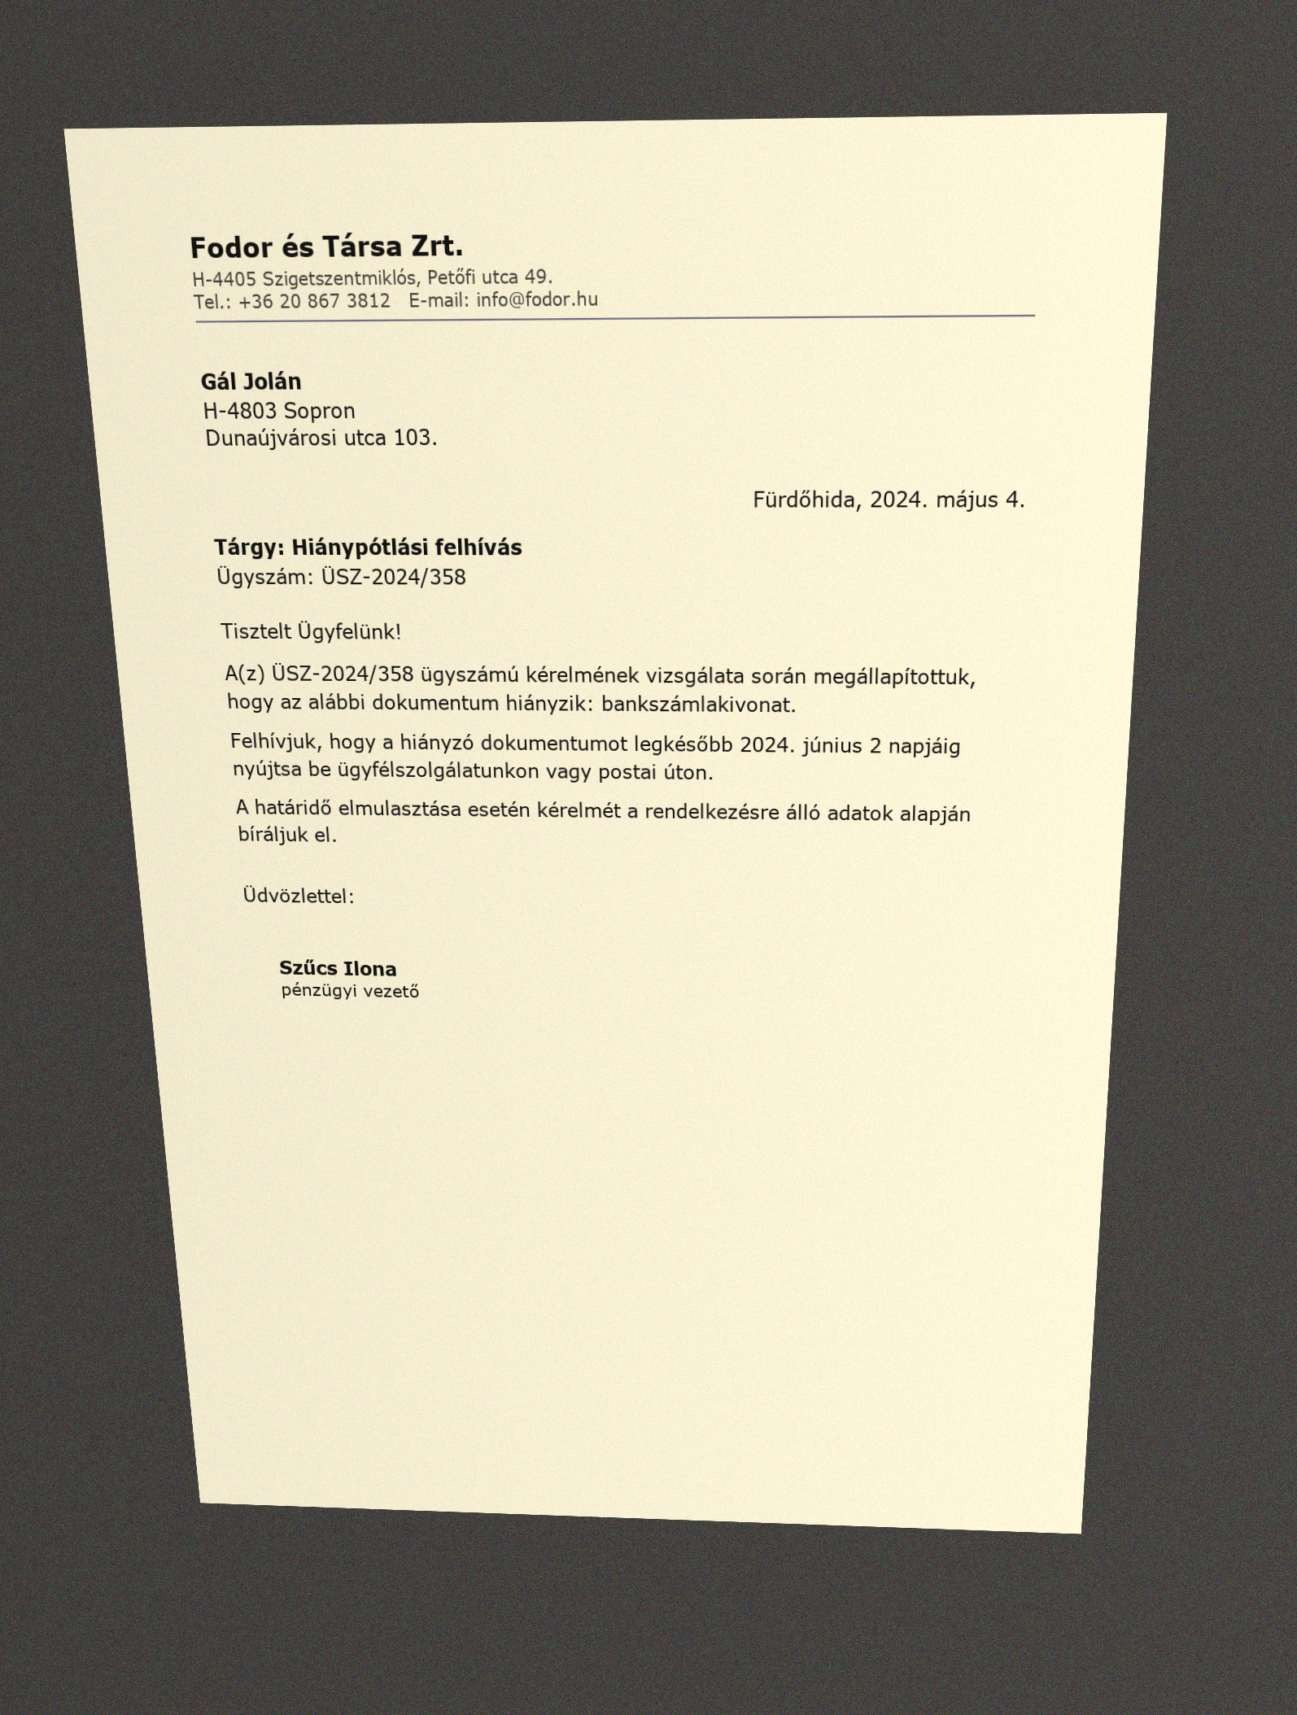 Fodor és Társa Zrt.
H-4405 Szigetszentmiklós, Petőfi utca 49.
Tel.: +36 20 867 3812 E-mail: info@fodor.hu
Gál Jolán
H-4803 Sopron
Dunaújvárosi utca 103.
Fürdőhida, 2024. május 4.
Tárgy: Hiánypótlási felhívás
Ügyszám: ÜSZ-2024/358
Tisztelt Ügyfelünk!
A(z) ÜSZ-2024/358 ügyszámú kérelmének vizsgálata során megállapítottuk,
hogy az alábbi dokumentum hiányzik: bankszámlakivonat.
Felhívjuk, hogy a hiányzó dokumentumot legkésőbb 2024. június 2 napjáig
nyújtsa be ügyfélszolgálatunkon vagy postai úton.
A határidő elmulasztása esetén kérelmét a rendelkezésre álló adatok alapján
bíráljuk el.
Üdvözlettel:
Szűcs Ilona
pénzügyi vezető